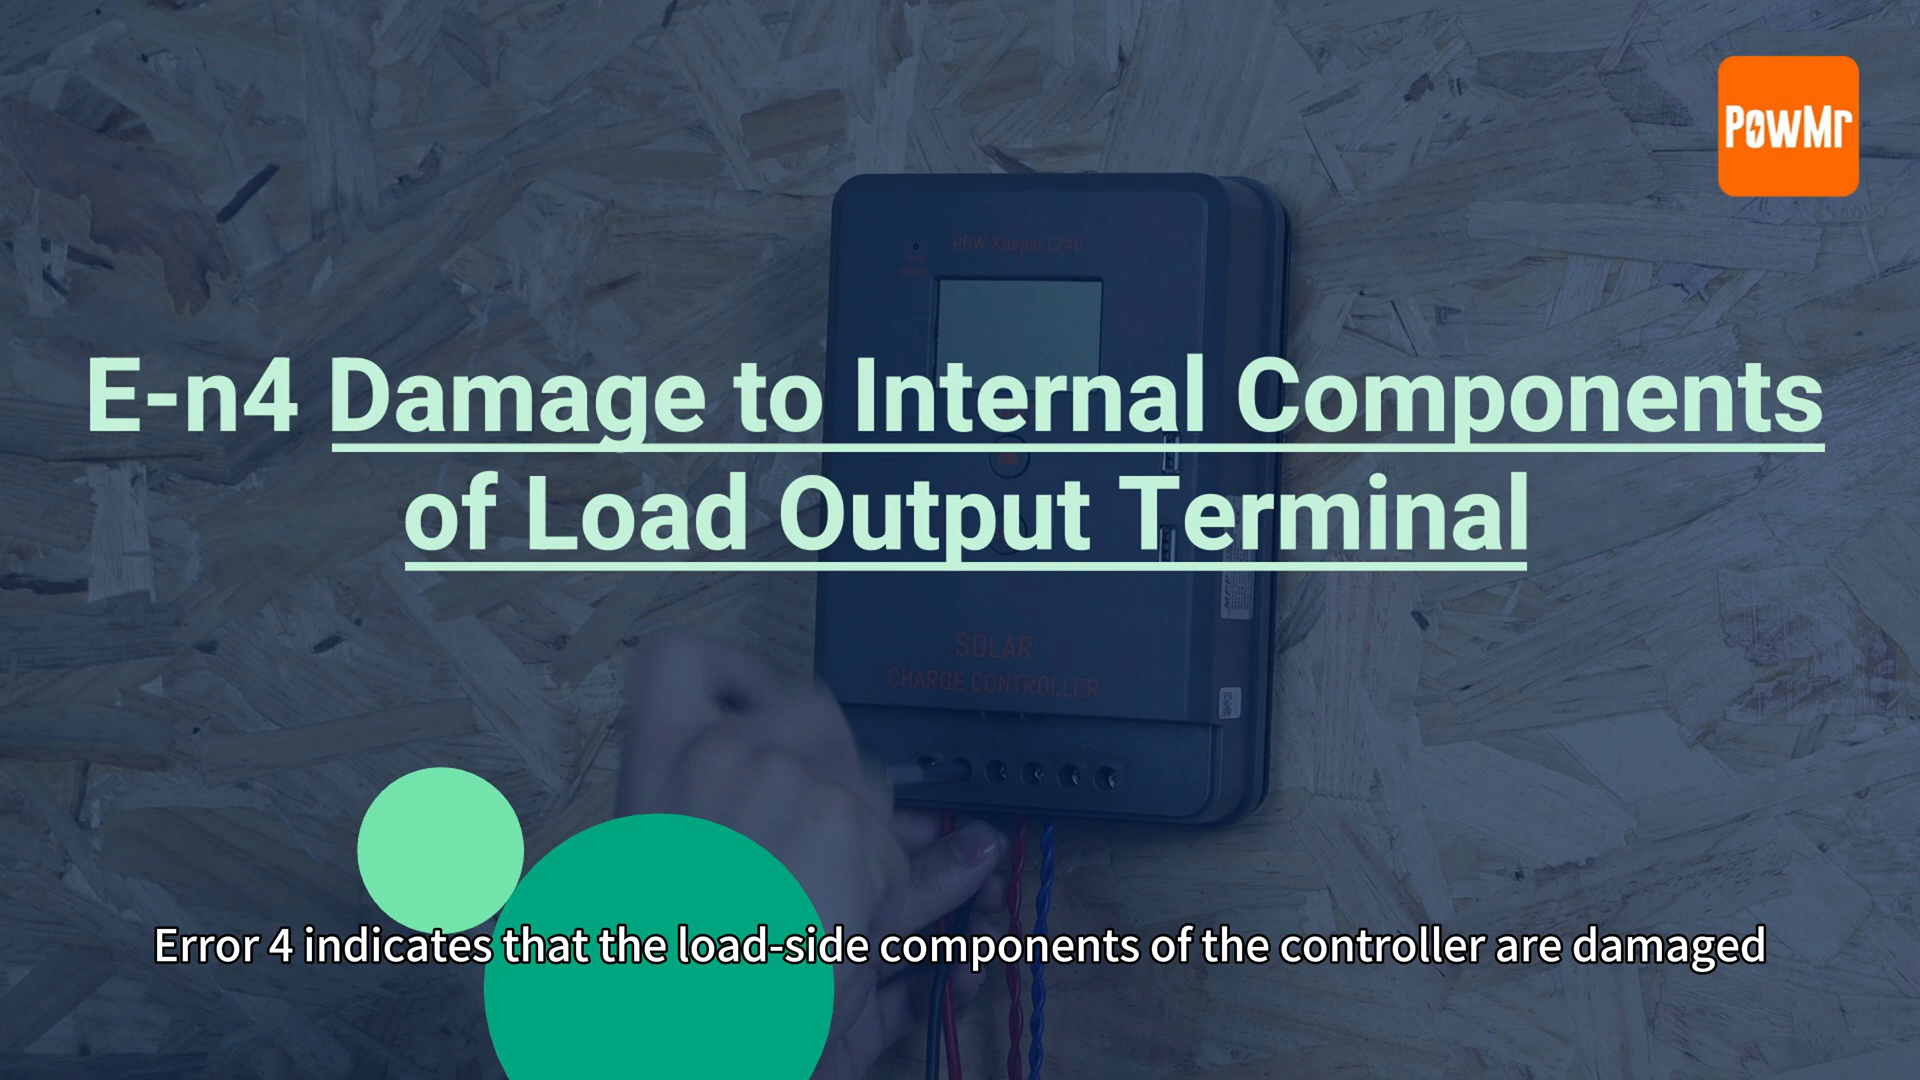 PowMr
POW-Keeper1240
E-n4 Damage to Internal Components
of Load Output Terminal
SOLAR
CHARGE CONTROLLER
Error 4 indicates that the load-side components of the controller are damaged